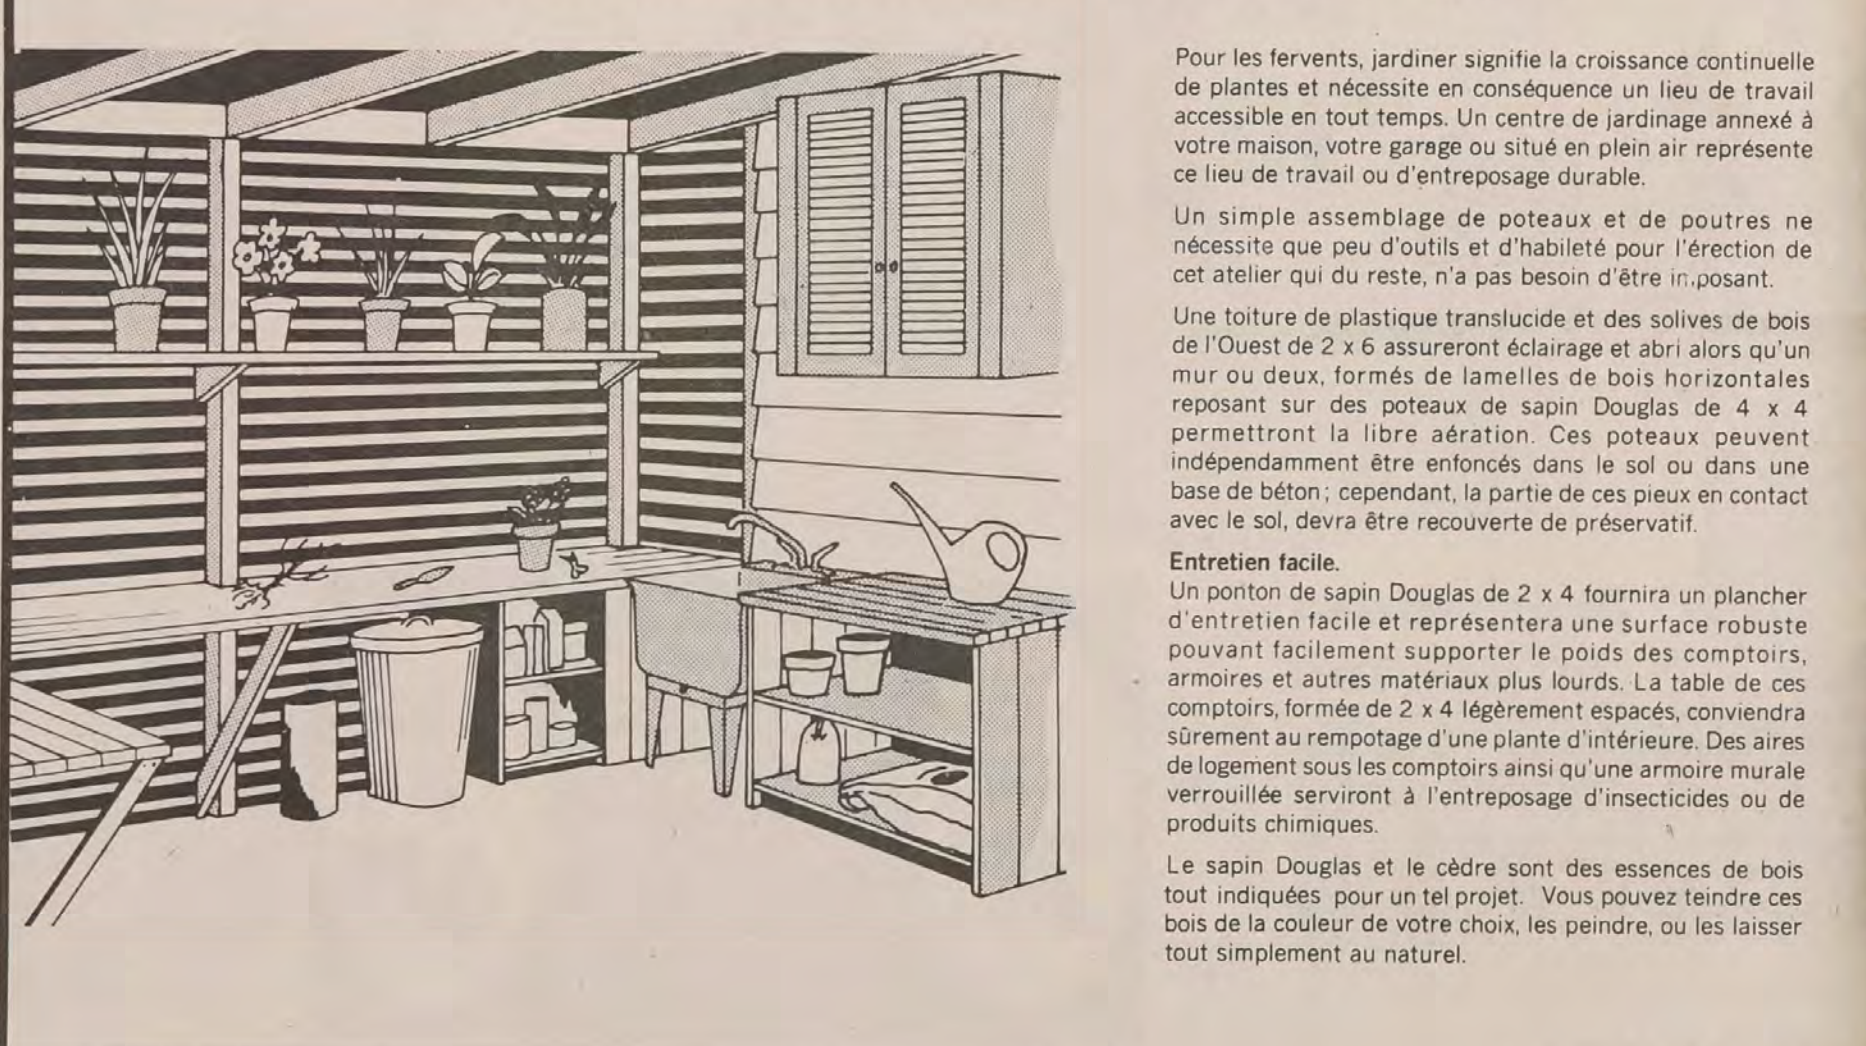 Pour les fervents, jardiner signifie la croissance continuelle
de plantes et nécessite en conséquence un lieu de travail
accessible en tout temps. Un centre de jardinage annexé à
votre maison, votre garage ou situé en plein air représente
ce lieu de travail ou d'entreposage durable.
Un simple assemblage de poteaux et de poutres ne
nécessite que peu d'outils et d'habileté pour l'érection de
cet atelier qui du reste, n'a pas besoin d'être imposant.
Une toiture de plastique translucide et des solives de bois
de l'Ouest de 2 x 6 assureront éclairage et abri alors qu'un
mur ou deux, formés de lamelles de bois horizontales
reposant sur des poteaux de sapin Douglas de 4 x 4
permettront la libre aération. Ces poteaux peuvent
indépendamment être enfoncés dans le sol ou dans une
base de béton; cependant, la partie de ces pieux en contact
avec le sol, devra être recouverte de préservatif.
Entretien facile.
Un ponton de sapin Douglas de 2 x 4 fournira un plancher
d'entretien facile et représentera une surface robuste
pouvant facilement supporter le poids des comptoirs,
armoires et autres matériaux plus lourds. La table de ces
comptoirs, formée de 2 x 4 légèrement espacés, conviendra
sûrement au rempotage d'une plante d'intérieure. Des aires
de logement sous les comptoirs ainsi qu'une armoire murale
verrouillée serviront à l'entreposage d'insecticides ou de
produits chimiques.
Le sapin Douglas et le cèdre sont des essences de bois
tout indiquées pour un tel projet. Vous pouvez teindre ces
bois de la couleur de votre choix, les peindre, ou les laisser
tout simplement au naturel.